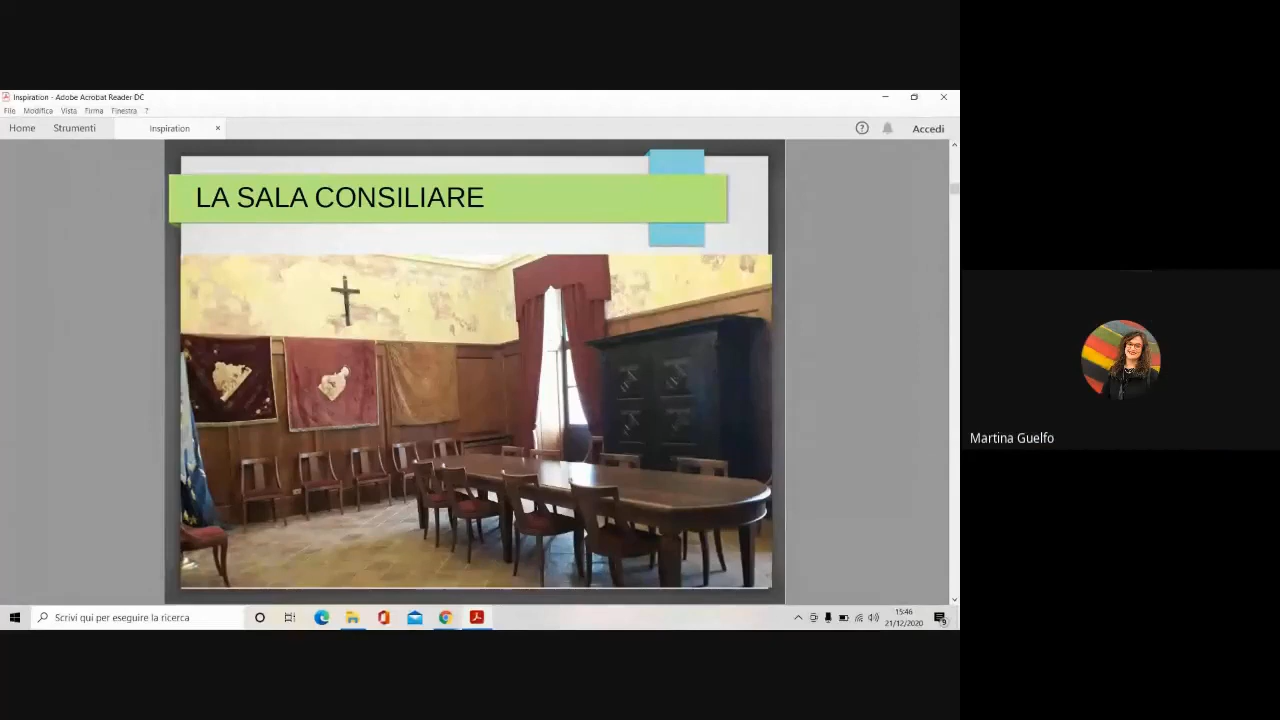 Inspiration - Adobe Acrobat Reader DC
File Modifica Vista Firma Finestra ?
Home Strumenti Inspiration × ? Accedi
LA SALA CONSILIARE
Martina Guelfo
Scrivi qui per eseguire la ricerca
15:46
21/12/2020
9